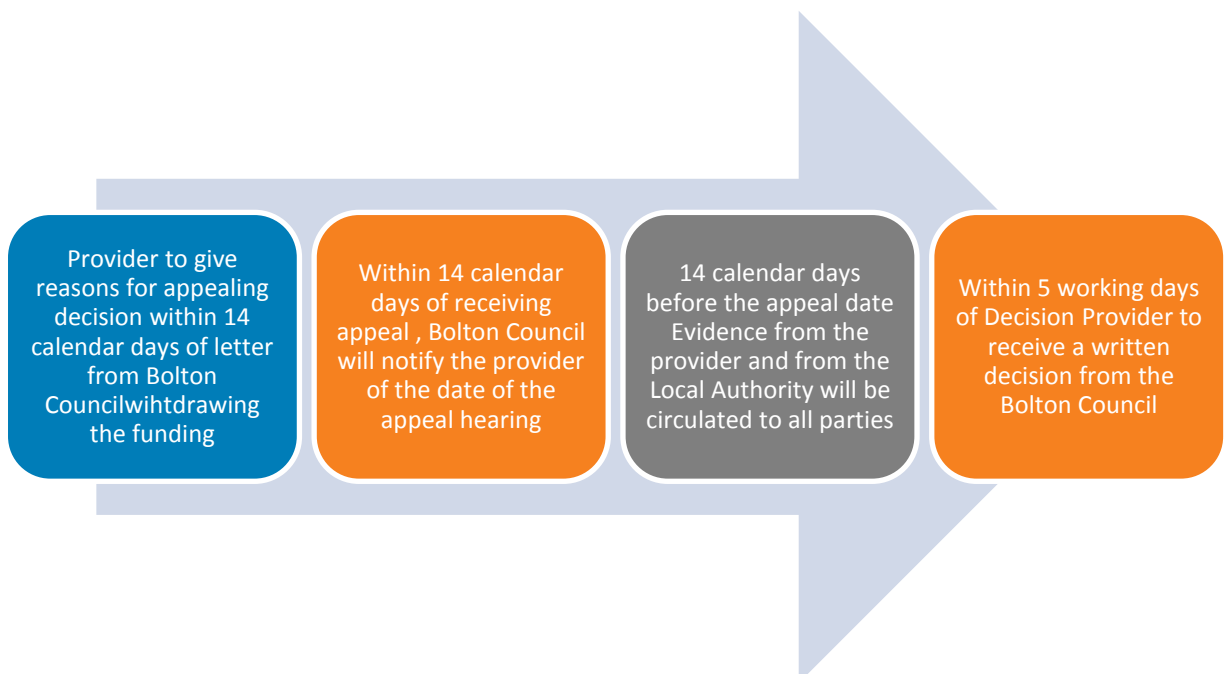 Provider to give
reasons for appealing
decision within 14
calendar days of letter
from Bolton
Councilwihtdrawing
the funding
Within 14 calendar
days of receiving
appeal , Bolton Council
will notify the provider
of the date of the
appeal hearing
14 calendar days
before the appeal date
Evidence from the
provider and from the
Local Authority will be
circulated to all parties
Within 5 working days
of Decision Provider to
receive a written
decision from the
Bolton Council